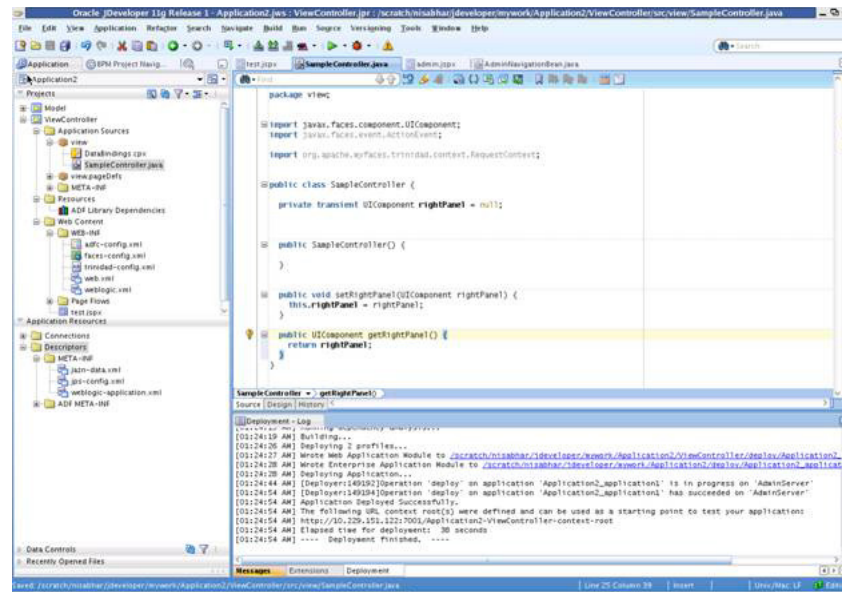 Oracle JDeveloper 11g Release 1 - Application2.jws : ViewController.jpr : /scratch/nisabhar/jdeveloper/mywork/Application2/ViewController/src/view/SampleController.java
File Edit View Application Refactor Search Navigate Build Run Source Versioning Tools Window Help
Search
Application
BPM Project Navig...
test.jspx
SampleController.java
admin.jspx
AdminNavigationBean.java
Application2
Find
Projects
Model
ViewController
Application Sources
view
DataBindings.cpx
SampleController.java
view.pageDefs
META-INF
Resources
ADF Library Dependencies
Web Content
WEB-INF
adfc-config.xml
faces-config.xml
trinidad-config.xml
web.xml
weblogic.xml
Page Flows
test.jspx
Application Resources
Connections
Descriptors
META-INF
jazn-data.xml
jps-config.xml
weblogic-application.xml
ADF META-INF
Data Controls
Recently Opened Files
package view;
import javax.faces.component.UIComponent;
import javax.faces.event.ActionEvent;
import org.apache.myfaces.trinidad.context.RequestContext;
public class SampleController {
private transient UIComponent rightPanel = null;
public SampleController() {
}
public void setRightPanel(UIComponent rightPanel) {
this.rightPanel = rightPanel;
}
public UIComponent getRightPanel() {
return rightPanel;
}
}
SampleController getRightPanel()
Source Design History
Deployment - Log
[01:24:19 AM] Building...
[01:24:26 AM] Deploying 2 profiles...
[01:24:27 AM] Wrote Web Application Module to /scratch/nisabhar/jdeveloper/mywork/Application2/ViewController/deploy/Application2_
[01:24:28 AM] Wrote Enterprise Application Module to /scratch/nisabhar/jdeveloper/mywork/Application2/deploy/Application2_applicat
[01:24:28 AM] Deploying Application...
[01:24:44 AM] [Deployer:149192]Operation 'deploy' on application 'Application2_application1' is in progress on 'AdminServer'
[01:24:54 AM] [Deployer:149194]Operation 'deploy' on application 'Application2_application1' has succeeded on 'AdminServer'
[01:24:54 AM] Application Deployed Successfully.
[01:24:54 AM] The following URL context root(s) were defined and can be used as a starting point to test your application:
[01:24:54 AM] http://10.229.151.122:7001/Application2-ViewController-context-root
[01:24:54 AM] Elapsed time for deployment: 36 seconds
[01:24:54 AM] ---- Deployment finished. ----
Messages Extensions Deployment
Saved: /scratch/nisabhar/jdeveloper/mywork/Application2/ViewController/src/view/SampleController.java
Line 25 Column 39
Insert
Unix/Mac: LF